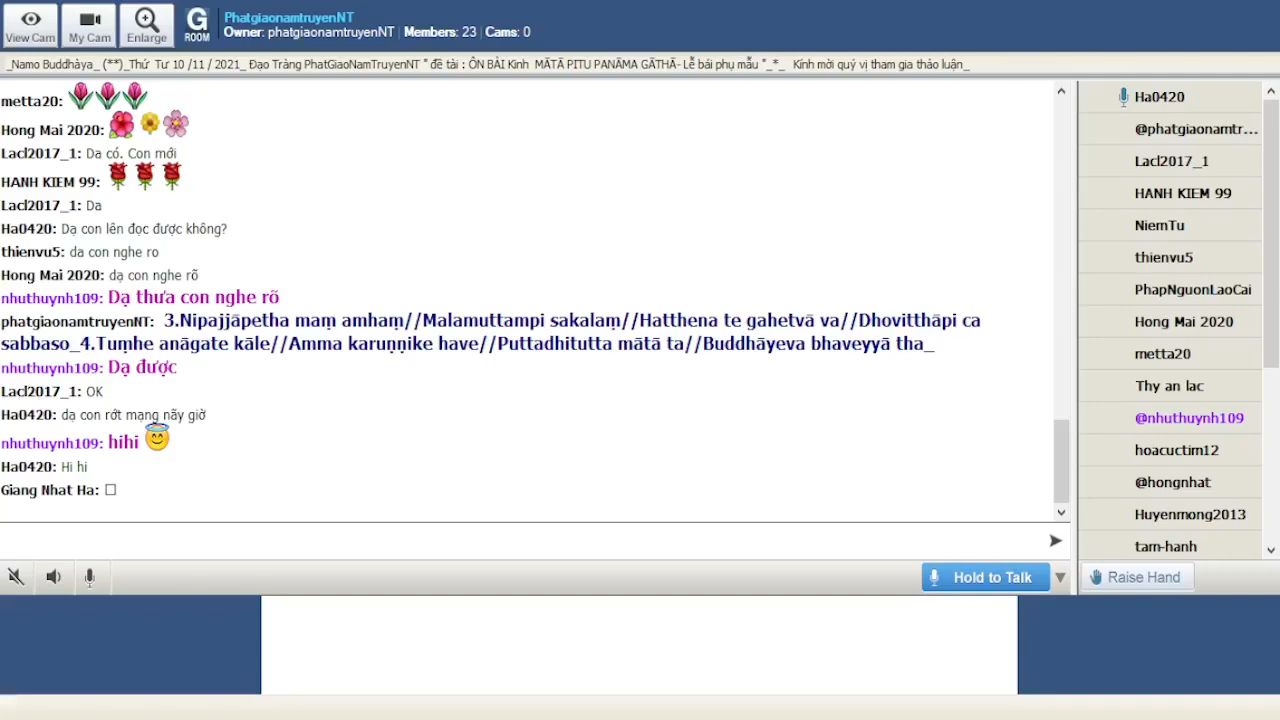 View Cam
My Cam
Enlarge
G
ROOM
PhatgiaonamtruyenNT
Owner: phatgiaonamtruyenNT | Members: 23 | Cams: 0
_Namo Buddhàya_ (**)_Thứ Tư 10 /11 / 2021_ Đạo Tràng PhatGiaoNamTruyenNT " đề tài : ÔN BÀI Kinh MĀTĀ PITU PANĀMA GĀTHĀ- Lễ bái phụ mẫu "_*_ Kính mời quý vị tham gia thảo luận_
metta20:
Hong Mai 2020:
Lacl2017_1: Da có. Con mới
HANH KIEM 99:
Lacl2017_1: Da
Ha0420: Dạ con lên đọc được không?
thienvu5: da con nghe ro
Hong Mai 2020: dạ con nghe rõ
nhuthuynh109: Dạ thưa con nghe rõ
phatgiaonamtruyenNT: 3.Nipajjāpetha maṃ amhaṃ//Malamuttampi sakalaṃ//Hatthena te gahetvā va//Dhovitthāpi ca
sabbaso_4.Tuṃhe anāgate kāle//Amma karuṇṇike have//Puttadhitutta mātā ta//Buddhāyeva bhaveyyā tha_
nhuthuynh109: Dạ được
Lacl2017_1: OK
Ha0420: dạ con rớt mạng nãy giờ
nhuthuynh109: hihi
Ha0420: Hi hi
Giang Nhat Ha:
Hold to Talk
Ha0420
@phatgiaonamtr...
Lacl2017_1
HANH KIEM 99
NiemTu
thienvu5
PhapNguonLaoCai
Hong Mai 2020
metta20
Thy an lac
@nhuthuynh109
hoacuctim12
@hongnhat
Huyenmong2013
tam-hanh
Raise Hand